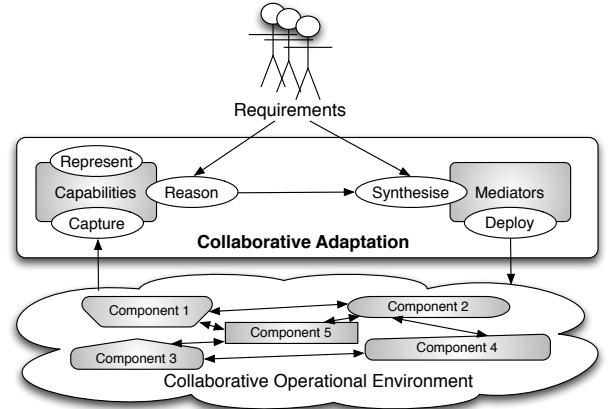 Requirements
Represent
Capabilities
Reason
Synthesise
Mediators
Capture
Deploy
Collaborative Adaptation
Component 1
Component 2
Component 5
Component 3
Component 4
Collaborative Operational Environment